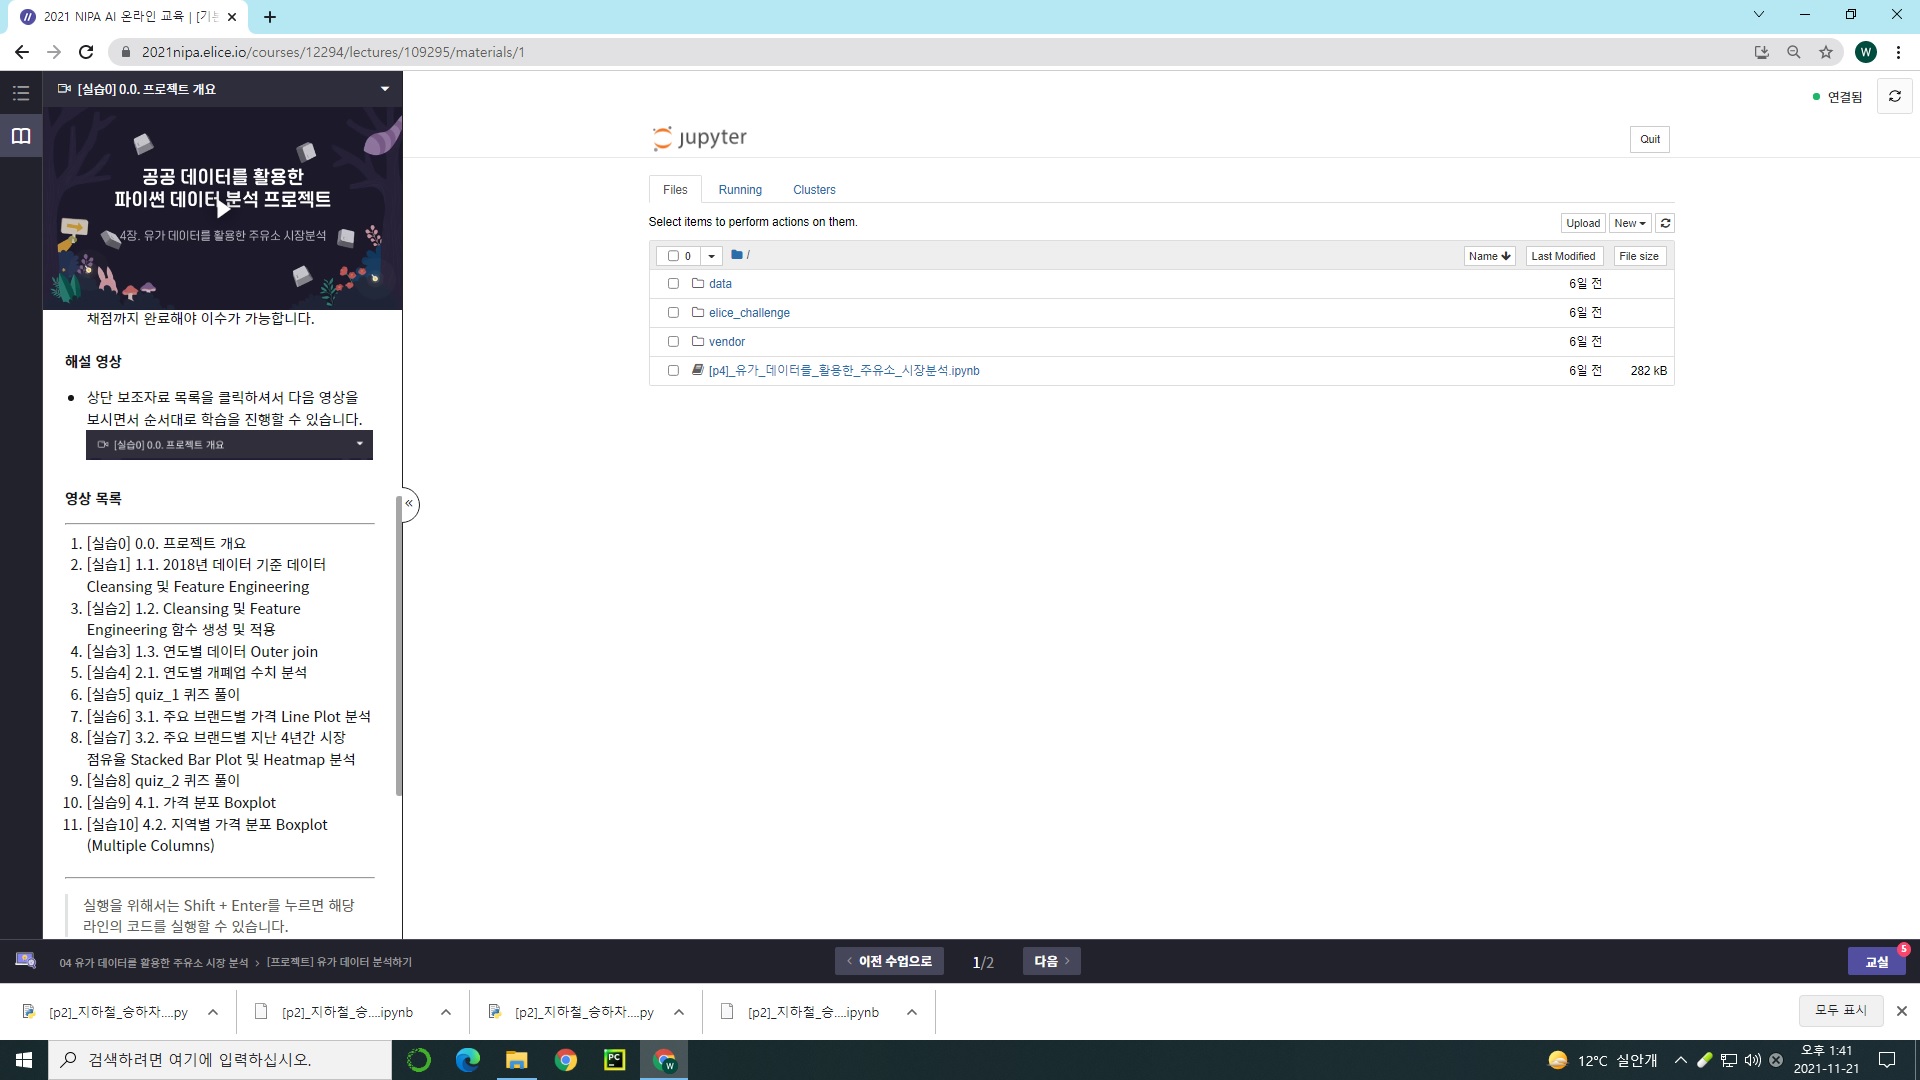 2021 NIPA AI 온라인 교육 | [기본
2021nipa.elice.io/courses/12294/lectures/109295/materials/1
W
[실습0] 0.0. 프로젝트 개요
공공 데이터를 활용한
파이썬 데이터 분석 프로젝트
4장. 유가 데이터를 활용한 주유소 시장분석
채점까지 완료해야 이수가 가능합니다.
해설 영상
상단 보조자료 목록을 클릭하셔서 다음 영상을
보시면서 순서대로 학습을 진행할 수 있습니다.
[실습0] 0.0. 프로젝트 개요
영상 목록
1. [실습0] 0.0. 프로젝트 개요
2. [실습1] 1.1. 2018년 데이터 기준 데이터
Cleansing 및 Feature Engineering
3. [실습2] 1.2. Cleansing 및 Feature
Engineering 함수 생성 및 적용
4. [실습3] 1.3. 연도별 데이터 Outer join
5. [실습4] 2.1. 연도별 개폐업 수치 분석
6. [실습5] quiz_1 퀴즈 풀이
7. [실습6] 3.1. 주요 브랜드별 가격 Line Plot 분석
8. [실습7] 3.2. 주요 브랜드별 지난 4년간 시장
점유율 Stacked Bar Plot 및 Heatmap 분석
9. [실습8] quiz_2 퀴즈 풀이
10. [실습9] 4.1. 가격 분포 Boxplot
11. [실습10] 4.2. 지역별 가격 분포 Boxplot
(Multiple Columns)
실행을 위해서는 Shift + Enter를 누르면 해당
라인의 코드를 실행할 수 있습니다.
연결됨
jupyter
Quit
Files Running Clusters
Select items to perform actions on them.
Upload New
0 / Name Last Modified File size
data 6일 전
elice_challenge 6일 전
vendor 6일 전
[p4]_유가_데이터를_활용한_주유소_시장분석.ipynb 6일 전 282 kB
04 유가 데이터를 활용한 주유소 시장 분석 > [프로젝트] 유가 데이터 분석하기
< 이전 수업으로 1/2 다음 >
교실 5
[p2]_지하철_승하차....py [p2]_지하철_승....ipynb [p2]_지하철_승하차....py [p2]_지하철_승....ipynb 모두 표시
검색하려면 여기에 입력하십시오.
PC
W
12°C 실안개
오후 1:41
2021-11-21